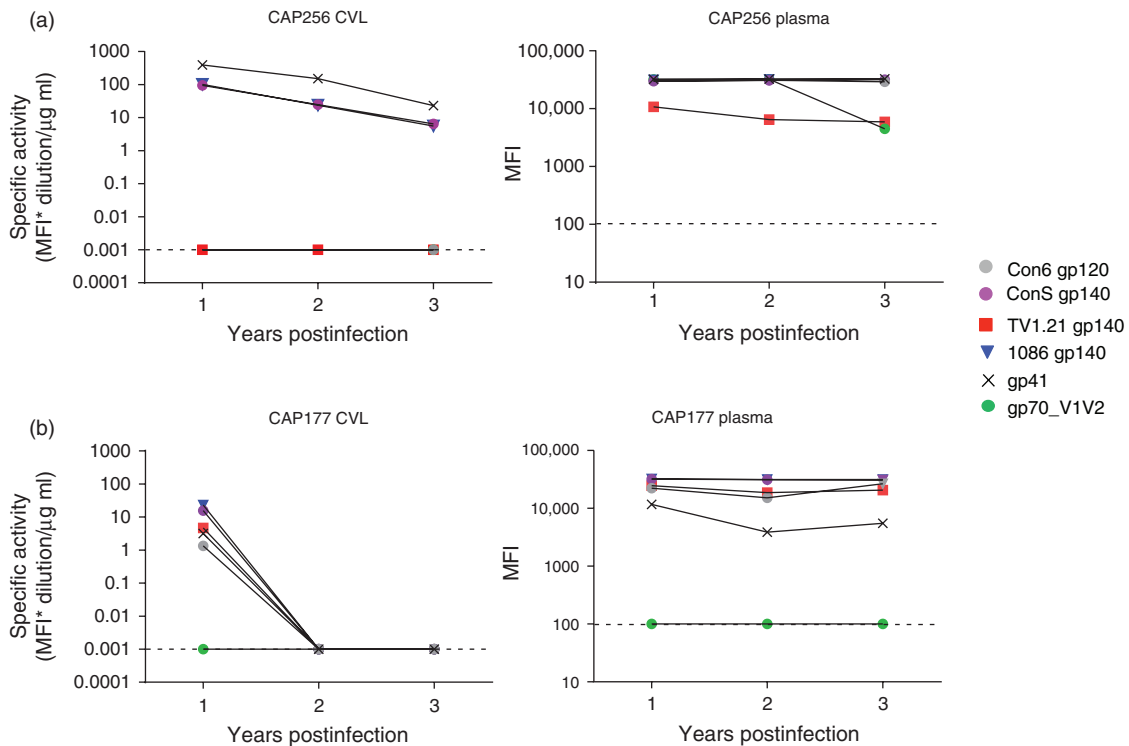 (a)
CAP256 CVL
Specific activity
(MFI* dilution/μg ml)
1000
100
10
1
0.1
0.01
0.001
0.0001
1 2 3
Years postinfection
CAP256 plasma
MFI
100,000
10,000
1000
100
10
1 2 3
Years postinfection
Con6 gp120
ConS gp140
TV1.21 gp140
1086 gp140
gp41
gp70_V1V2
(b)
CAP177 CVL
Specific activity
(MFI* dilution/μg ml)
1000
100
10
1
0.1
0.01
0.001
0.0001
1 2 3
Years postinfection
CAP177 plasma
MFI
100,000
10,000
1000
100
10
1 2 3
Years postinfection